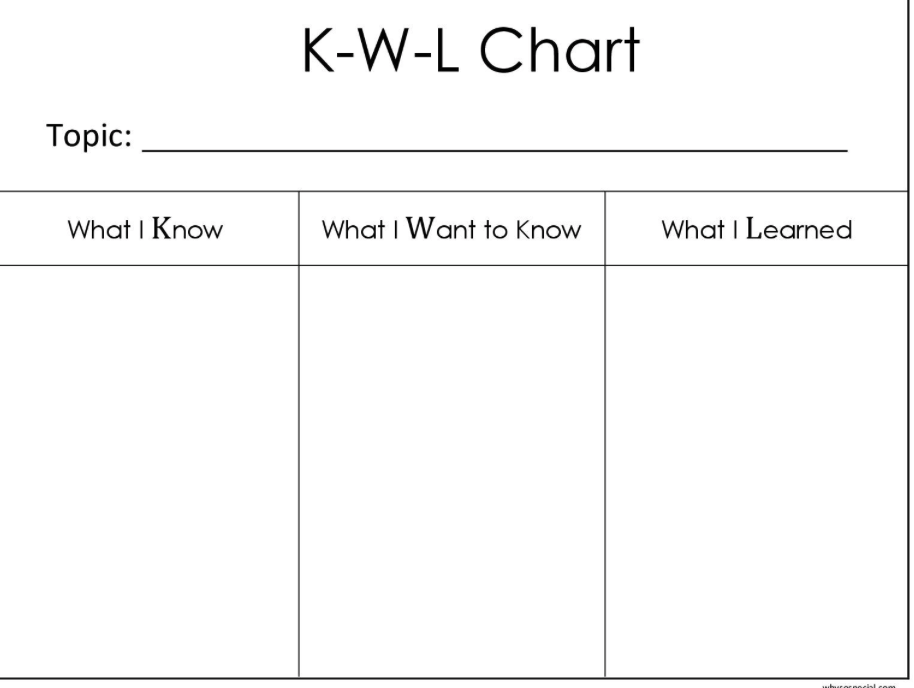 K-W-L Chart
Topic:
What I Know
What I Want to Know
What I Learned